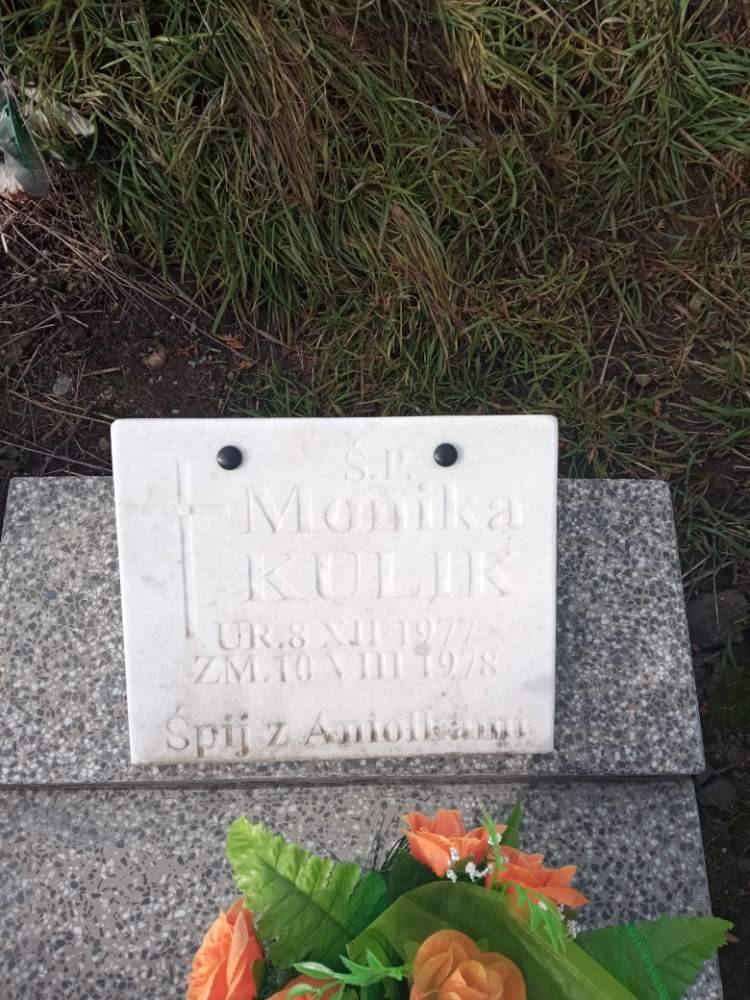 Ś.P.
Monika
KULIK
UR.8 XII 1977
ZM.10 VIII 1978
Śpij z Aniołkami